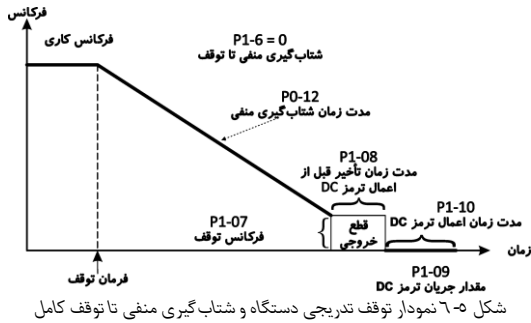 فرکانس
فرکانس کاری
P1-6 = 0
شتاب‌گیری منفی تا توقف
P0-12
مدت زمان شتاب‌گیری منفی
P1-08
مدت زمان تأخیر قبل از
اعمال ترمز DC
P1-10
مدت زمان اعمال ترمز DC
P1-07
فرکانس توقف
قطع
خروجی
زمان
فرمان توقف
P1-09
مقدار جریان ترمز DC
شکل ٥-٦ نمودار توقف تدریجی دستگاه و شتاب گیری منفی تا توقف کامل